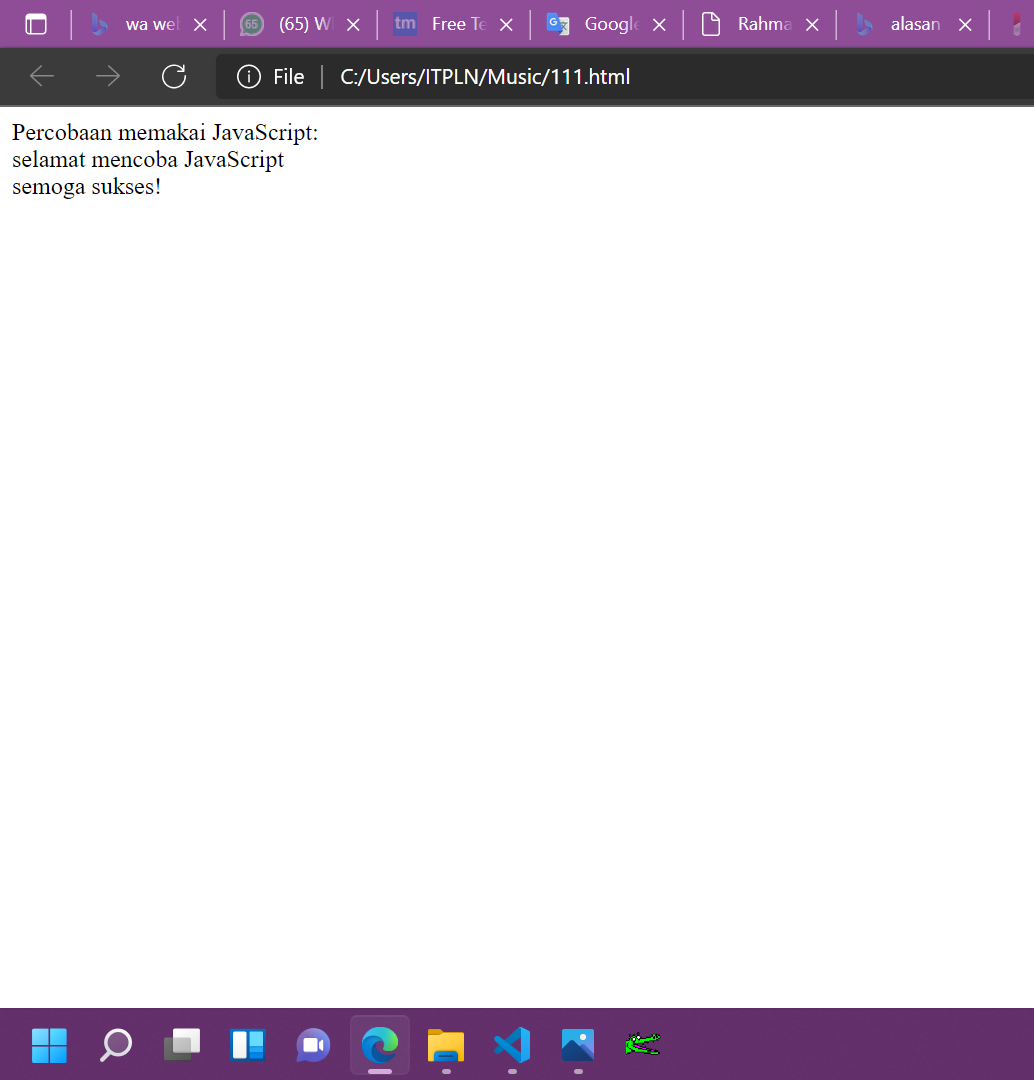 wa we
65 (65) W
tm Free Te
Google
Rahma
alasan
File C:/Users/ITPLN/Music/111.html
Percobaan memakai JavaScript:
selamat mencoba JavaScript
semoga sukses!